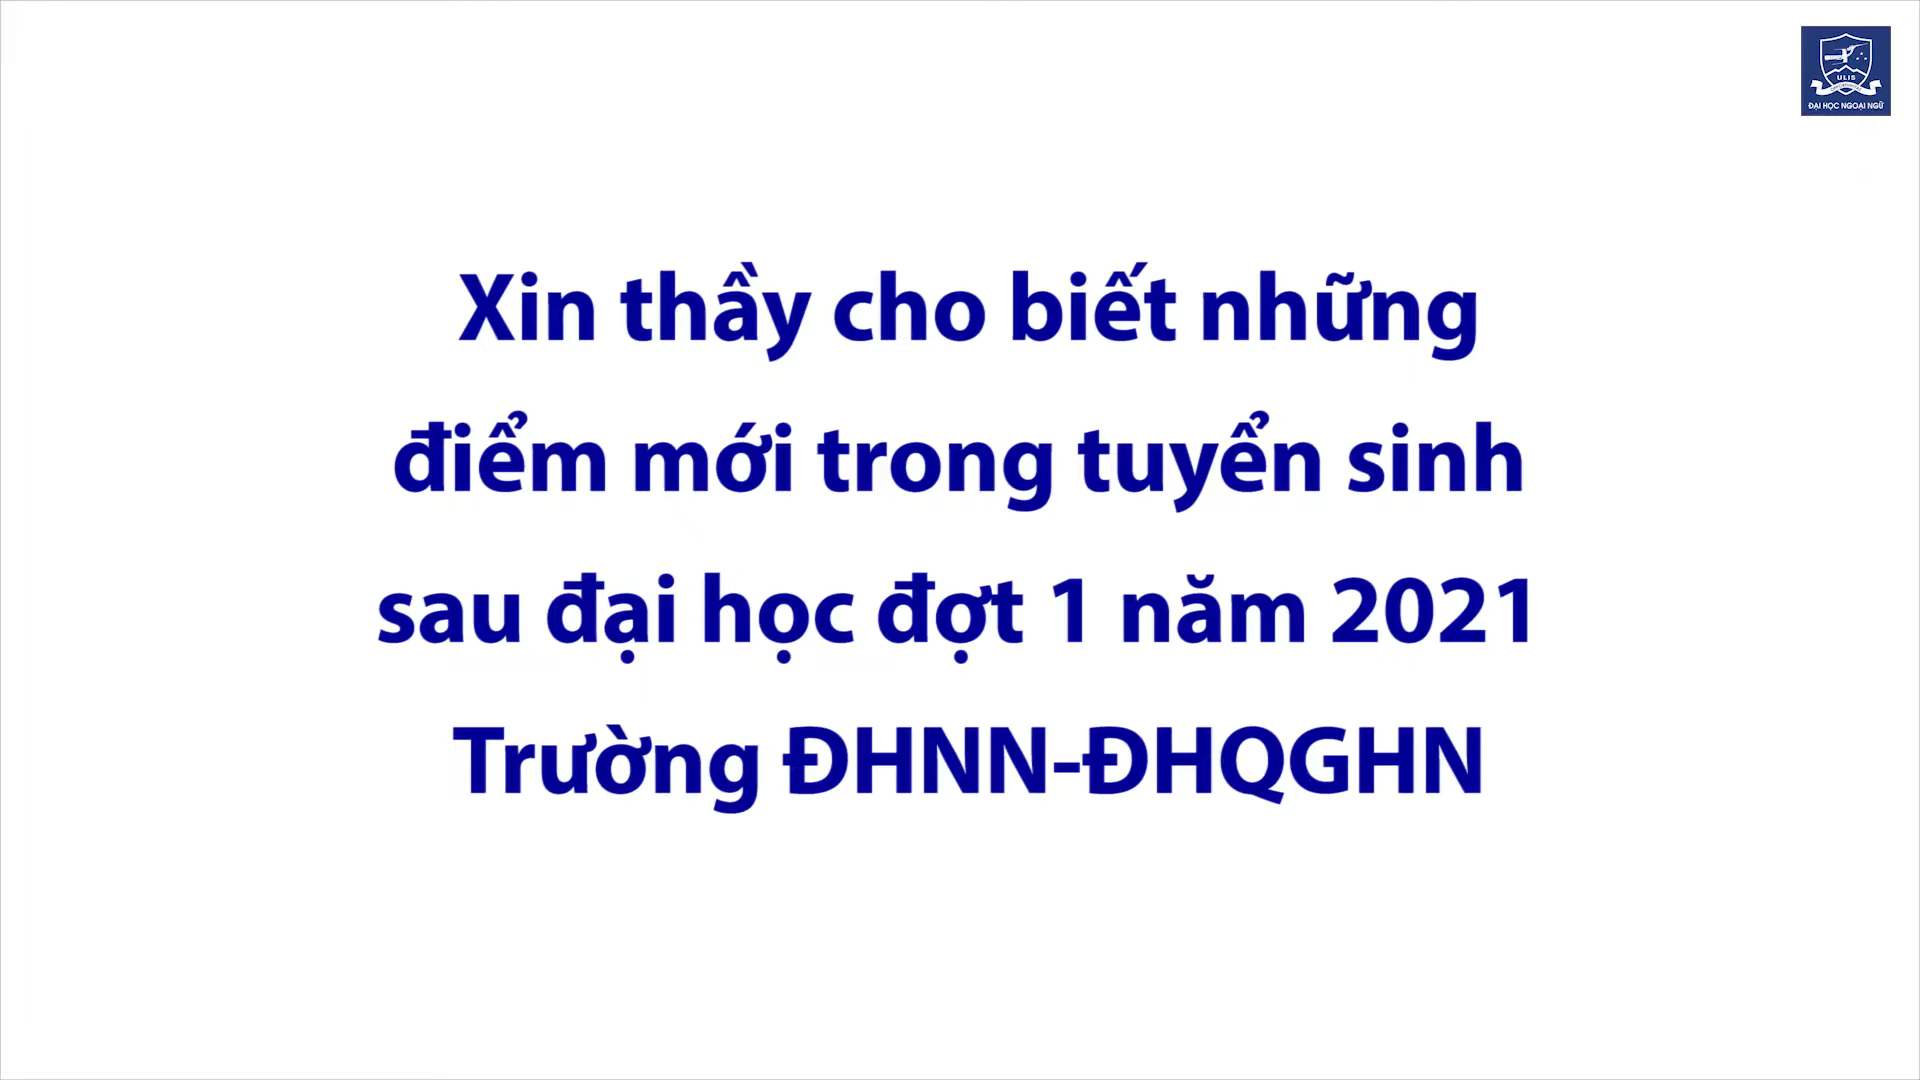 ULIS
ĐẠI HỌC NGOẠI NGỮ
Xin thầy cho biết những
điểm mới trong tuyển sinh
sau đại học đợt 1 năm 2021
Trường ĐHNN-ĐHQGHN